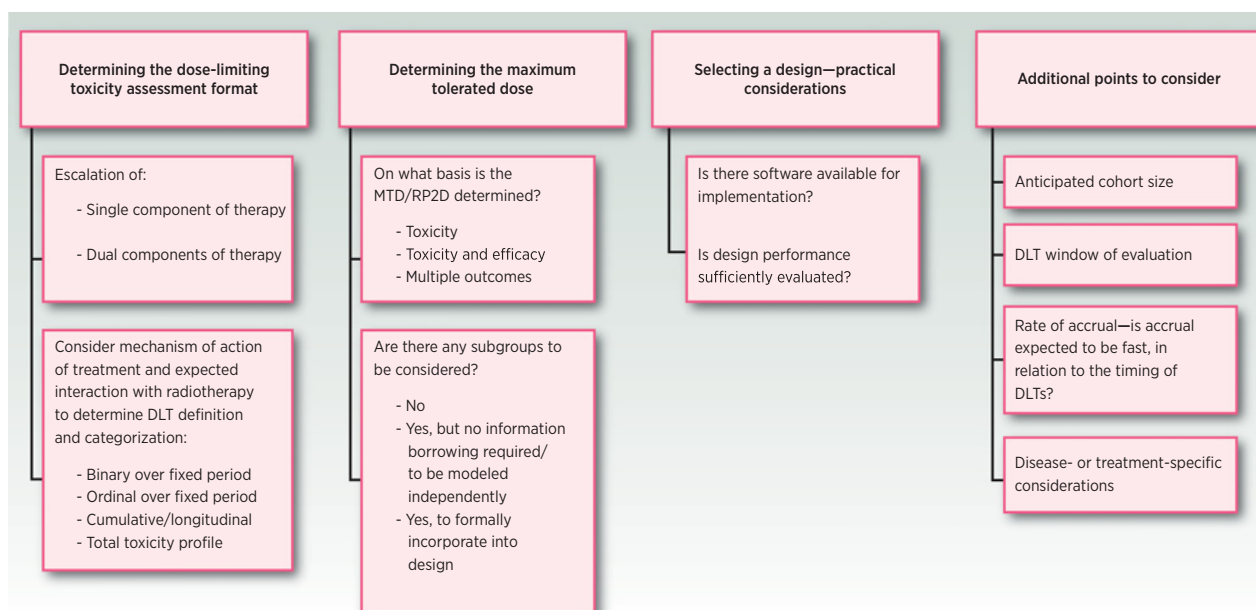 Determining the dose-limiting
toxicity assessment format
Escalation of:
- Single component of therapy
- Dual components of therapy
Consider mechanism of action
of treatment and expected
interaction with radiotherapy
to determine DLT definition
and categorization:
- Binary over fixed period
- Ordinal over fixed period
- Cumulative/longitudinal
- Total toxicity profile
Determining the maximum
tolerated dose
On what basis is the
MTD/RP2D determined?
- Toxicity
- Toxicity and efficacy
- Multiple outcomes
Are there any subgroups to
be considered?
- No
- Yes, but no information
borrowing required/
to be modeled
independently
- Yes, to formally
incorporate into
design
Selecting a design—practical
considerations
Is there software available for
implementation?
Is design performance
sufficiently evaluated?
Additional points to consider
Anticipated cohort size
DLT window of evaluation
Rate of accrual—is accrual
expected to be fast, in
relation to the timing of
DLTs?
Disease- or treatment-specific
considerations